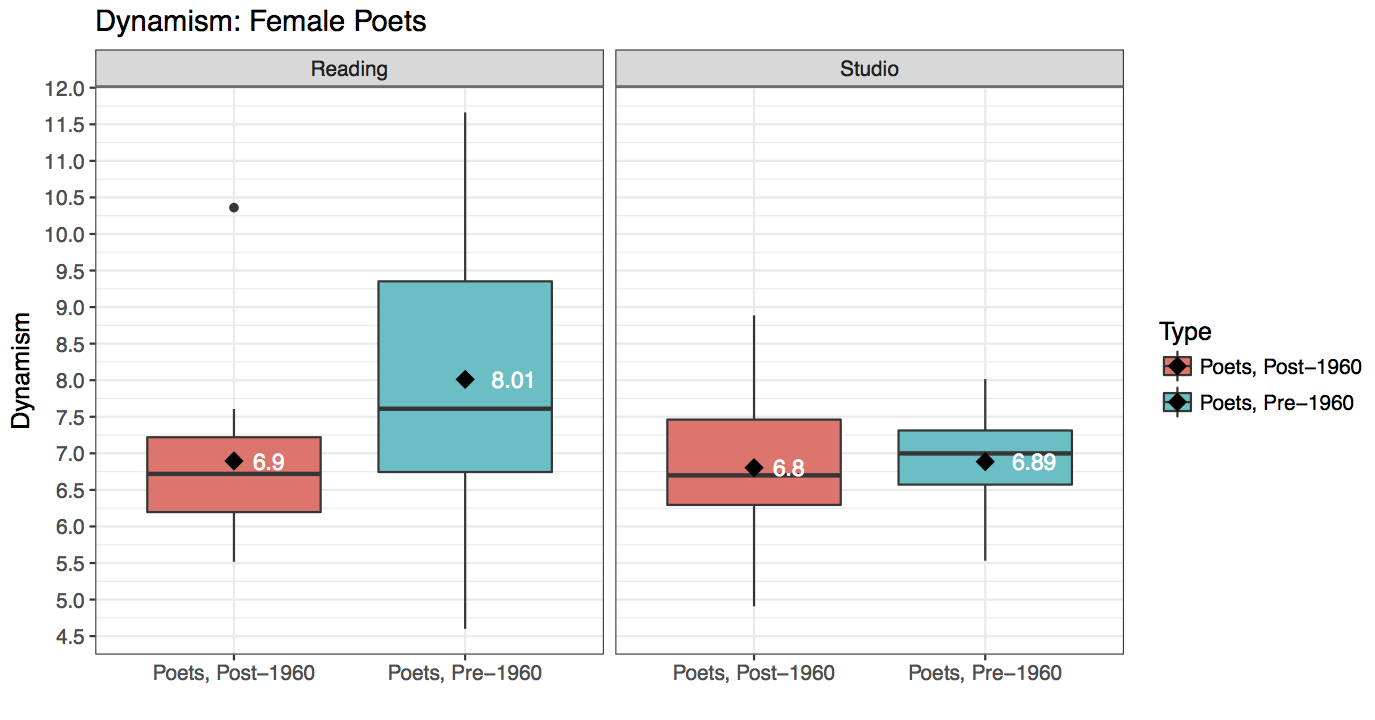 Dynamism: Female Poets
Reading
Studio
12.0
11.5
11.0
10.5
10.0
9.5
9.0
8.5
8.0
7.5
7.0
6.5
6.0
5.5
5.0
4.5
Dynamism
6.9
8.01
6.8
6.89
Poets, Post−1960
Poets, Pre−1960
Poets, Post−1960
Poets, Pre−1960
Type
Poets, Post−1960
Poets, Pre−1960